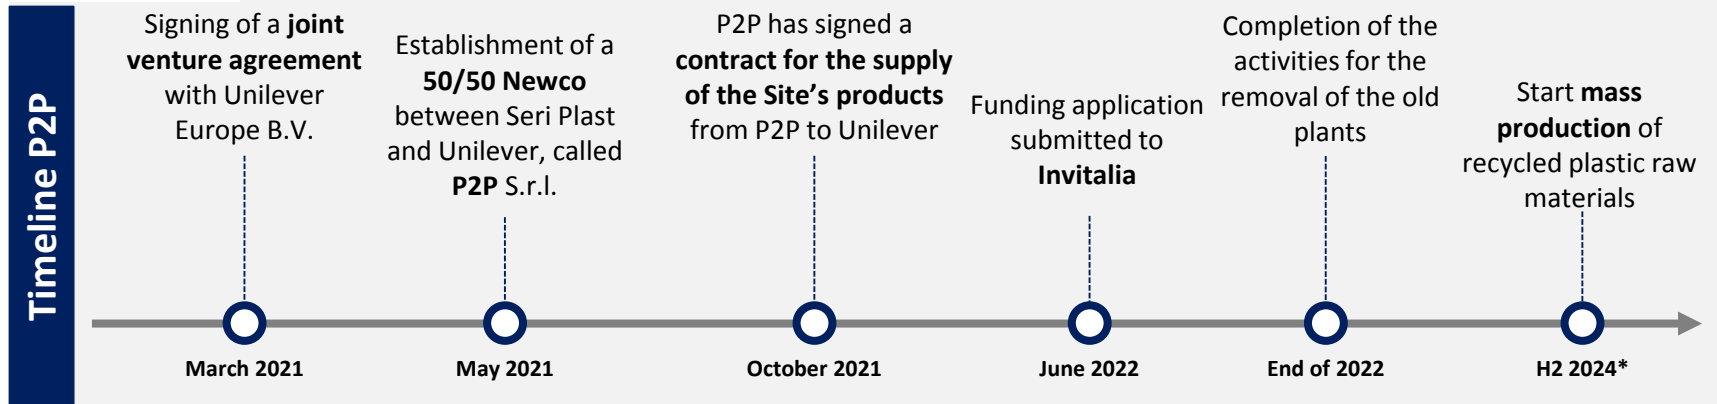 Timeline P2P
Signing of a joint
venture agreement
with Unilever
Europe B.V.
March 2021
Establishment of a
50/50 Newco
between Seri Plast
and Unilever, called
P2P S.r.l.
May 2021
P2P has signed a
contract for the supply
of the Site's products
from P2P to Unilever
October 2021
Funding application
submitted to
Invitalia
June 2022
Completion of the
activities for the
removal of the old
plants
End of 2022
Start mass
production of
recycled plastic raw
materials
H2 2024*